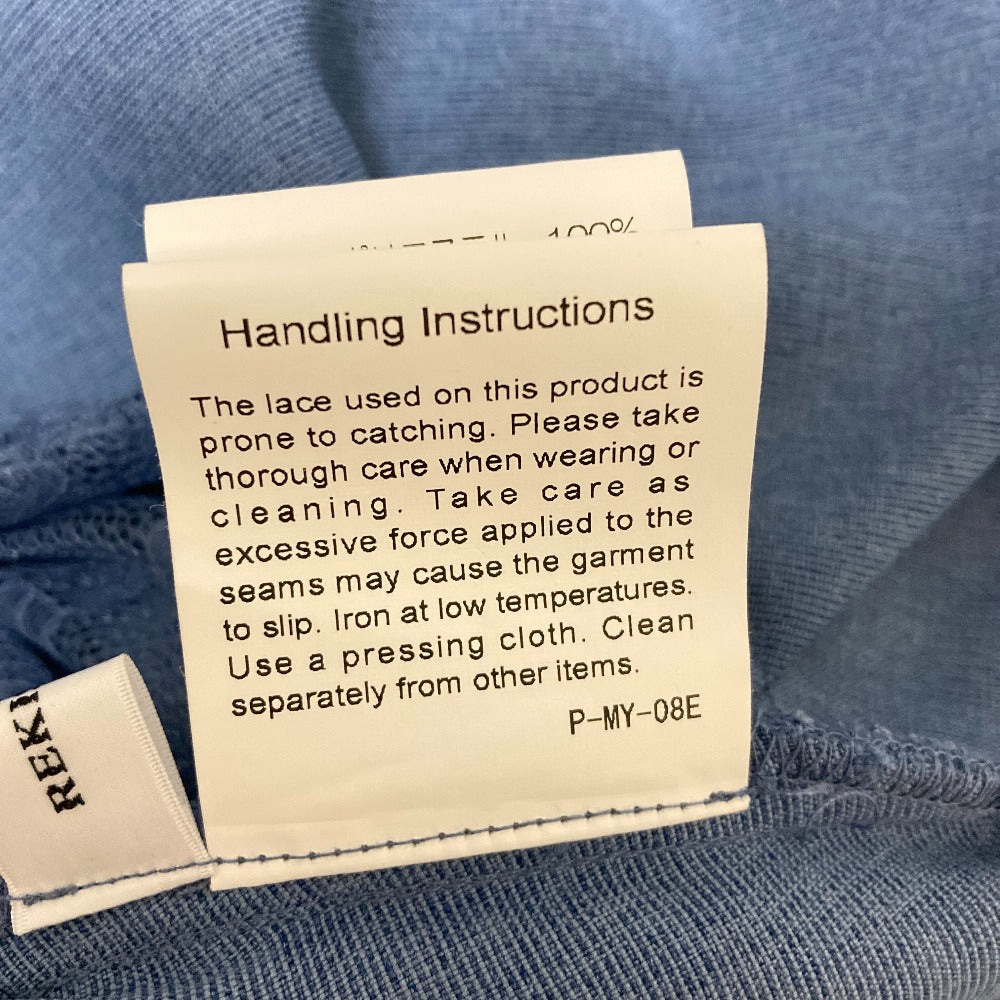 100%
Handling Instructions
The lace used on this product is
prone to catching. Please take
thorough care when wearing or
cleaning. Take care as
excessive force applied to the
seams may cause the garment
to slip. Iron at low temperatures.
Use a pressing cloth. Clean
separately from other items.
P-MY-08E
REKI